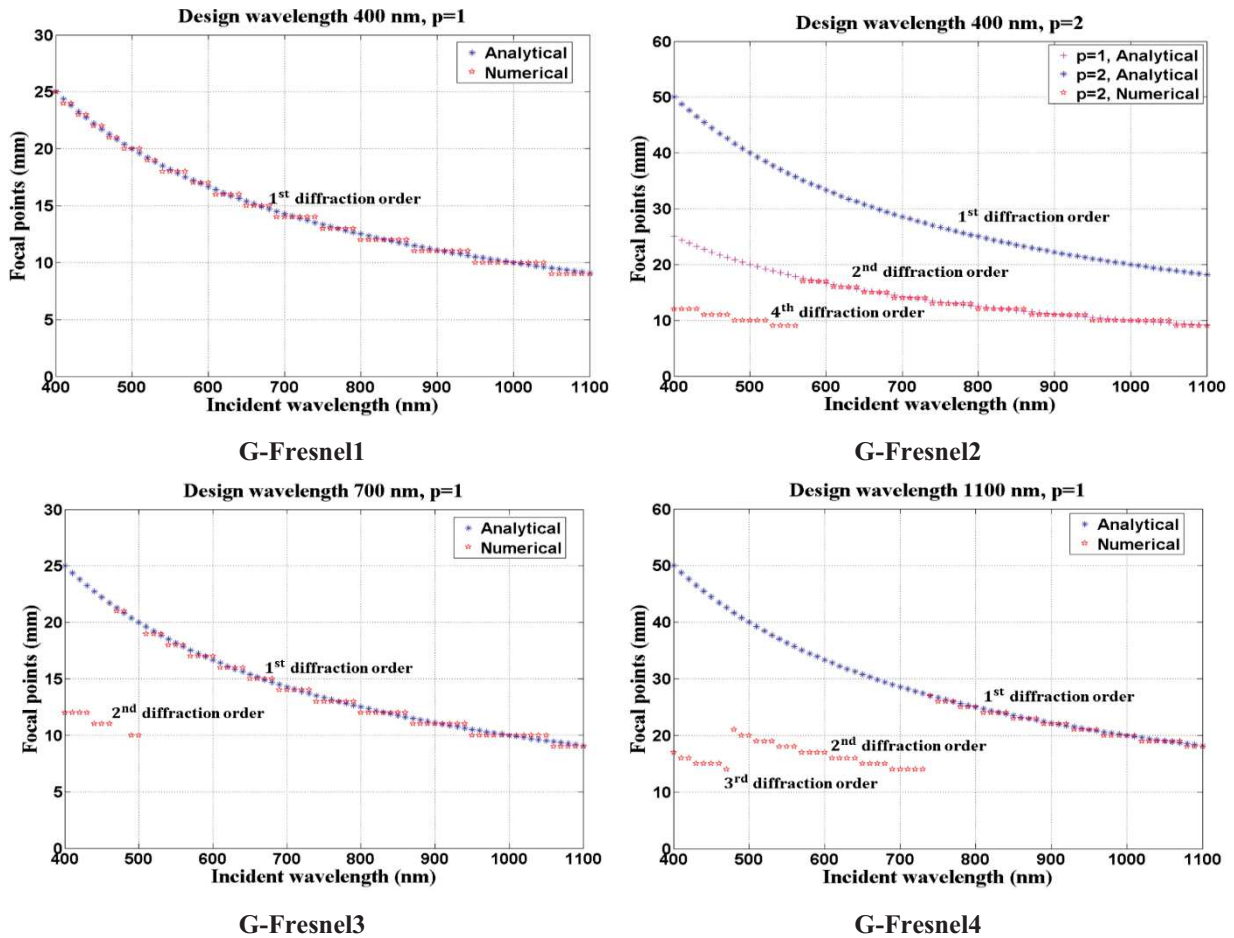 Design wavelength 400 nm, p=1
30
25
20
15
10
5
0
Focal points (mm)
Analytical
Numerical
1st diffraction order
400 500 600 700 800 900 1000 1100
Incident wavelength (nm)
G-Fresnel1
Design wavelength 400 nm, p=2
60
50
40
30
20
10
0
Focal points (mm)
p=1, Analytical
p=2, Analytical
p=2, Numerical
1st diffraction order
2nd diffraction order
4th diffraction order
400 500 600 700 800 900 1000 1100
Incident wavelength (nm)
G-Fresnel2
Design wavelength 700 nm, p=1
30
25
20
15
10
5
0
Focal points (mm)
Analytical
Numerical
1st diffraction order
2nd diffraction order
400 500 600 700 800 900 1000 1100
Incident wavelength (nm)
G-Fresnel3
Design wavelength 1100 nm, p=1
60
50
40
30
20
10
0
Focal points (mm)
Analytical
Numerical
1st diffraction order
2nd diffraction order
3rd diffraction order
400 500 600 700 800 900 1000 1100
Incident wavelength (nm)
G-Fresnel4